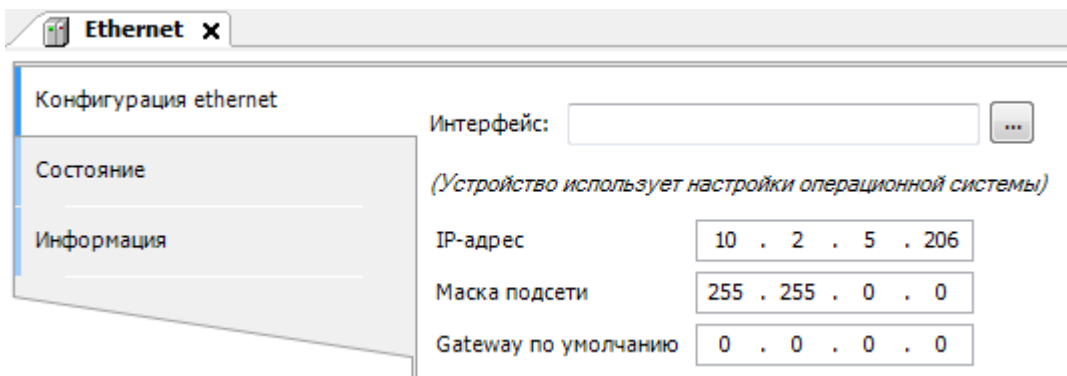 Ethernet
Конфигурация ethernet
Состояние
Информация
Интерфейс: ...
(Устройство использует настройки операционной системы)
IP-адрес 10 . 2 . 5 . 206
Маска подсети 255 . 255 . 0 . 0
Gateway по умолчанию 0 . 0 . 0 . 0